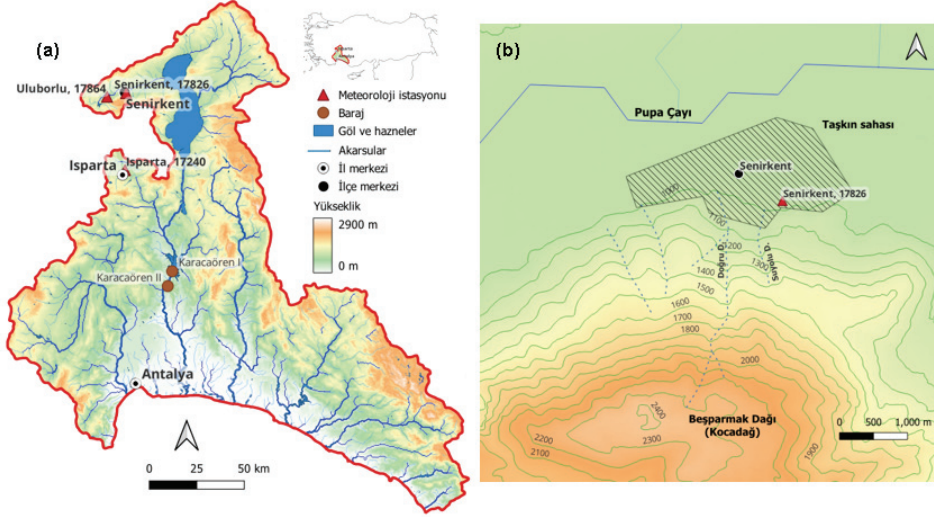 (a)
Uluborlu, 17864
Senirkent, 17826
Senirkent
Isparta
Isparta, 17240
Karacaören I
Karacaören II
Antalya
0 25 50 km
Meteoroloji istasyonu
Baraj
Göl ve hazneler
Akarsular
İl merkezi
İlçe merkezi
Yükseklik
2900 m
0 m
(b)
Pupa Çayı
Taşkın sahası
Senirkent
Senirkent, 17826
1000
1100
1200
1300
1400
1500
1600
1700
1800
2000
Doğru D.
Suyolu D.
2400
Beşparmak Dağı
(Kocadağ)
2300
2200
2100
1900
0 500 1,000 m